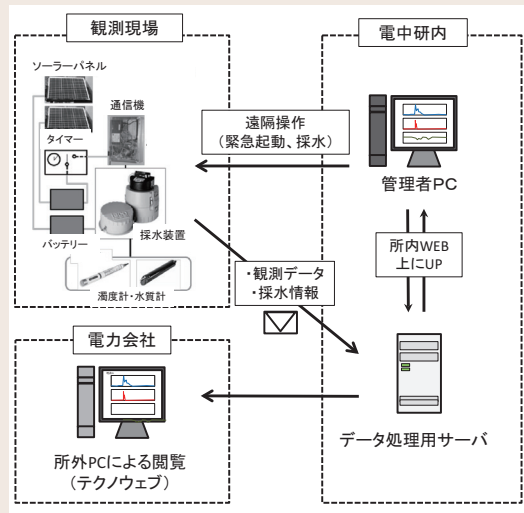 観測現場
ソーラーパネル
通信機
タイマー
バッテリー
採水装置
濁度計・水質計
電中研内
遠隔操作
（緊急起動、採水）
管理者PC
所内WEB
上にUP
・観測データ
・採水情報
データ処理用サーバ
電力会社
所外PCによる閲覧
（テクノウェブ）